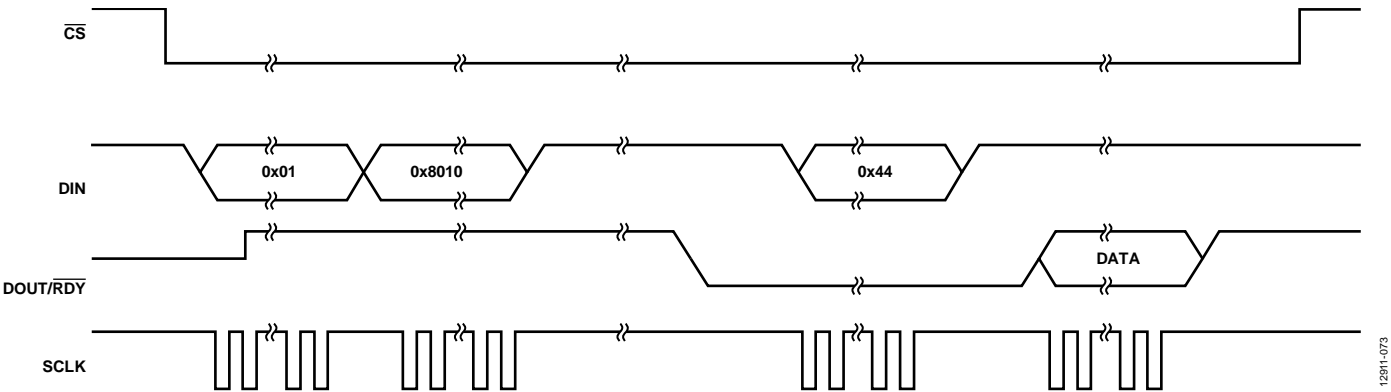 CS
DIN
0x01
0x8010
0x44
DOUT/RDY
DATA
SCLK
12911-073